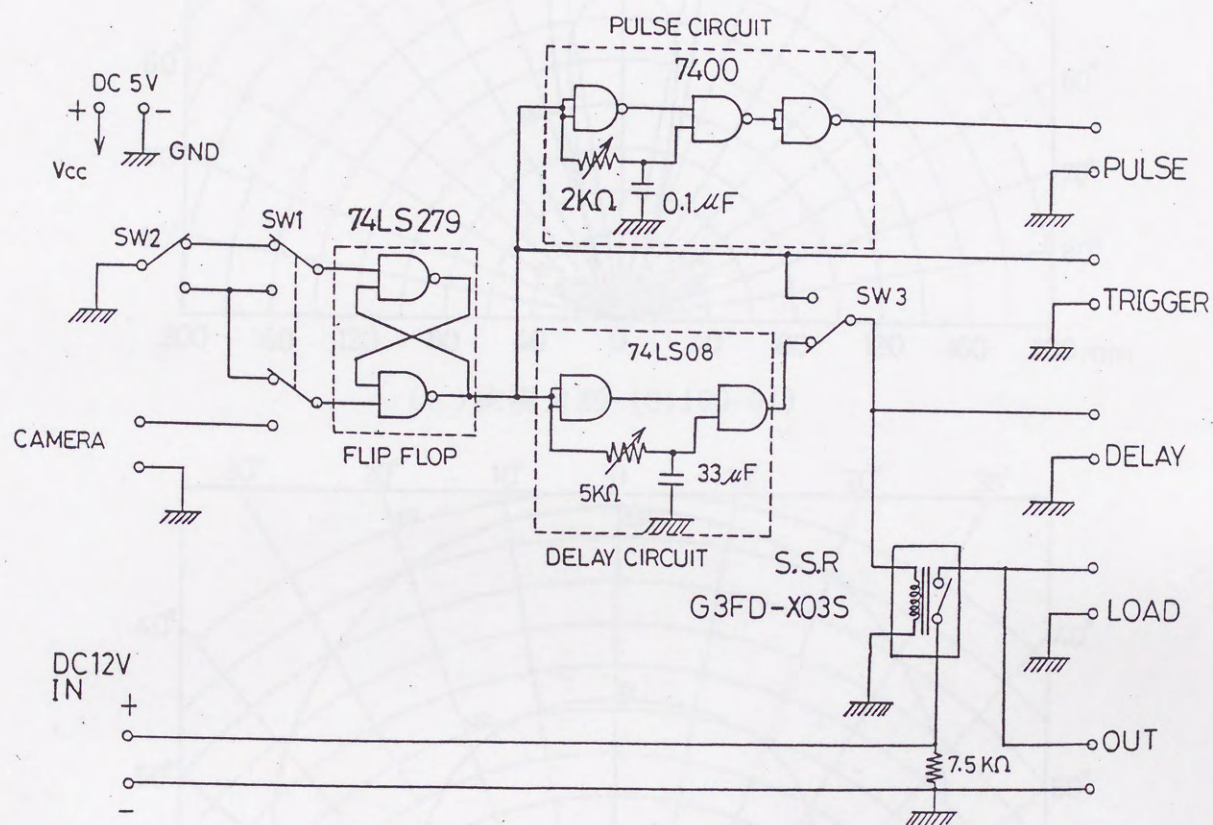 PULSE CIRCUIT
7400
DC 5V
+
-
Vcc
GND
2KΩ
0.1μF
PULSE
SW2
SW1
74LS279
FLIP FLOP
SW3
TRIGGER
74LS08
CAMERA
5KΩ
33μF
DELAY
DELAY CIRCUIT
S.S.R
G3FD-X03S
LOAD
DC12V
IN
+
-
7.5KΩ
OUT